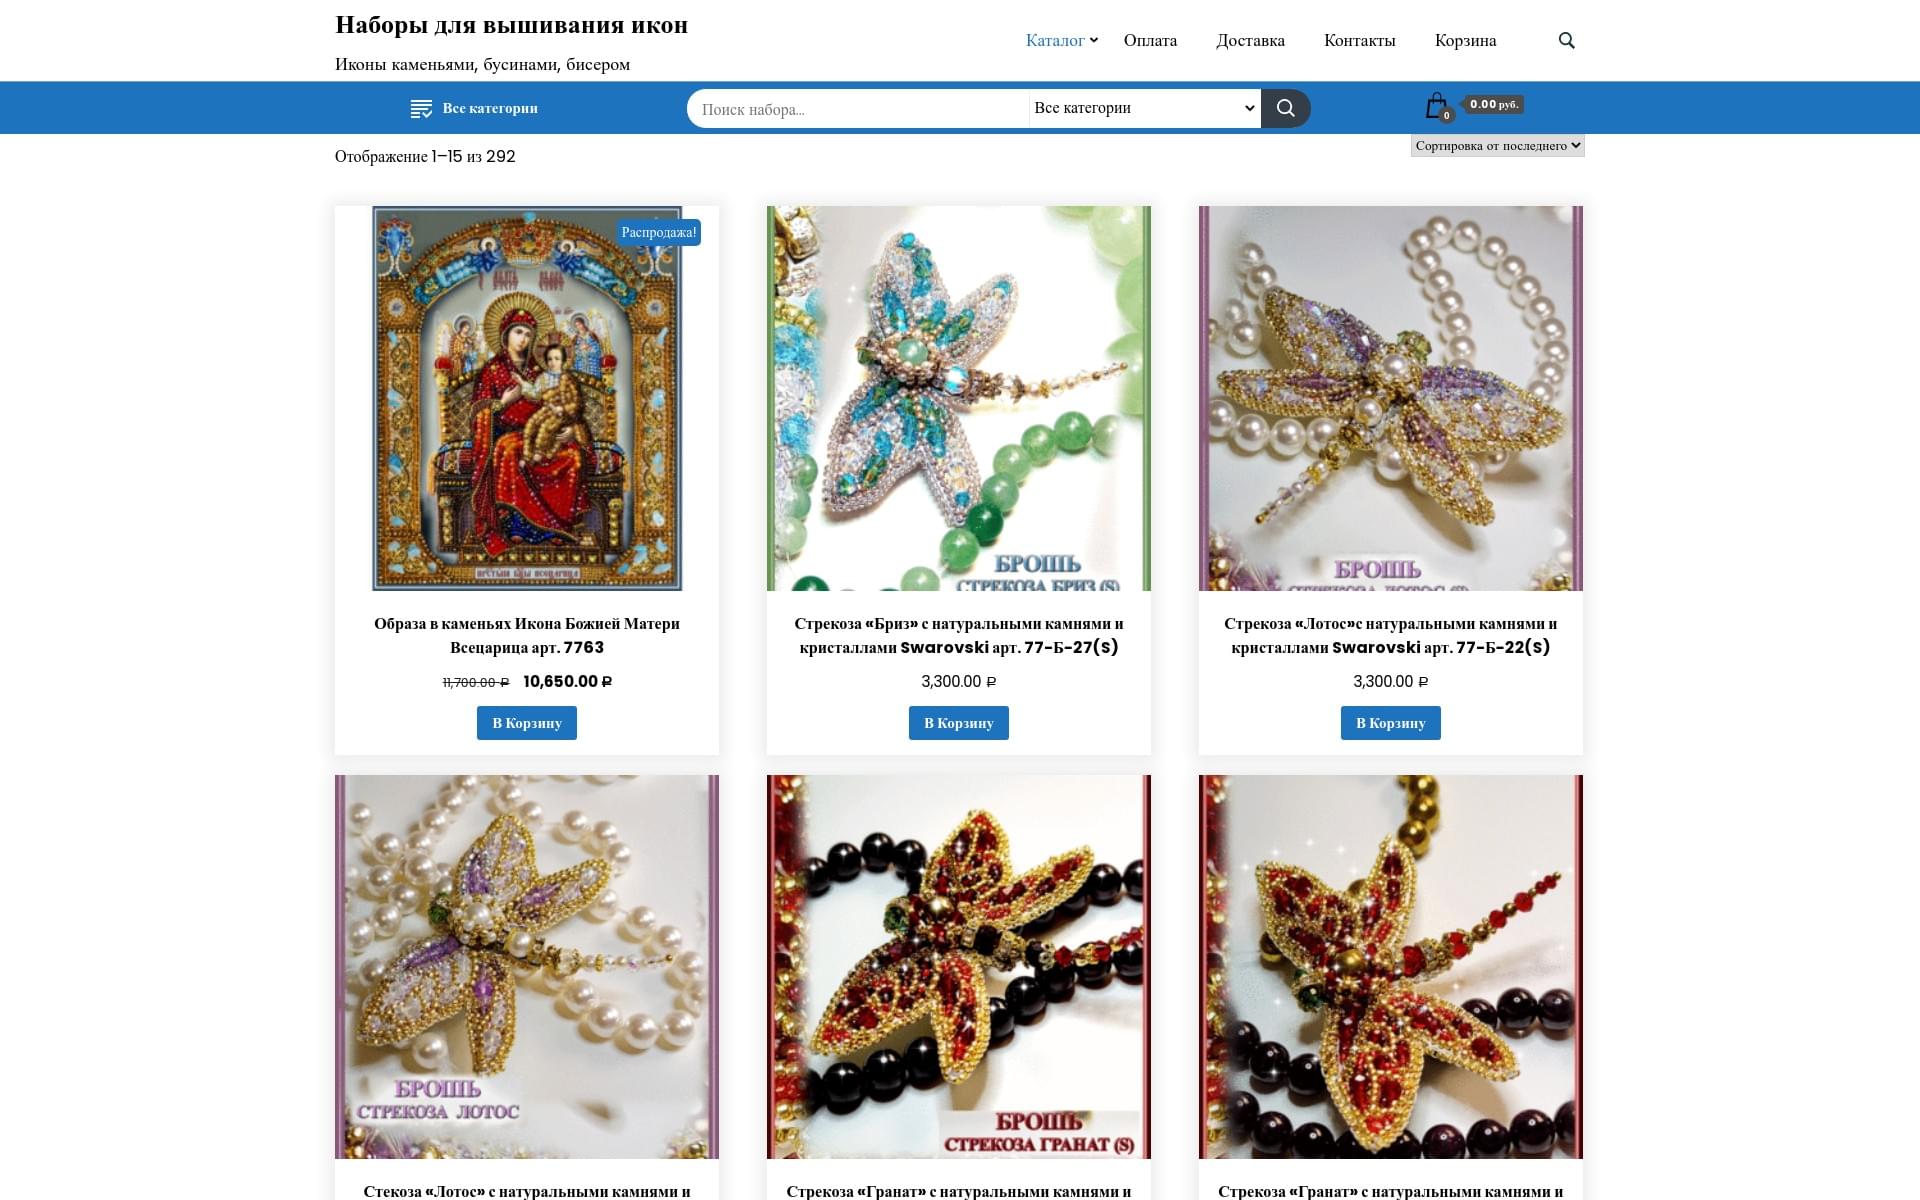 Наборы для вышивания икон
Иконы каменьями, бусинами, бисером
Каталог
Оплата
Доставка
Контакты
Корзина
Все категории
Поиск набора...
Все категории
0
0.00 руб.
Отображение 1–15 из 292
Сортировка от последнего
Распродажа!
БРОШЬ
СТРЕКОЗА БРИЗ (S)
БРОШЬ
СТРЕКОЗА ЛОТОС (S)
Образа в каменьях Икона Божией Матери
Всецарица арт. 7763
11,700.00 ₽ 10,650.00 ₽
В Корзину
Стрекоза «Бриз» с натуральными камнями и
кристаллами Swarovski арт. 77-Б-27(S)
3,300.00 ₽
В Корзину
Стрекоза «Лотос»с натуральными камнями и
кристаллами Swarovski арт. 77-Б-22(S)
3,300.00 ₽
В Корзину
БРОШЬ
СТРЕКОЗА ЛОТОС
БРОШЬ
СТРЕКОЗА ГРАНАТ (S)
Стекоза «Лотос» с натуральными камнями и
Стрекоза «Гранат» с натуральными камнями и
Стрекоза «Гранат» с натуральными камнями и